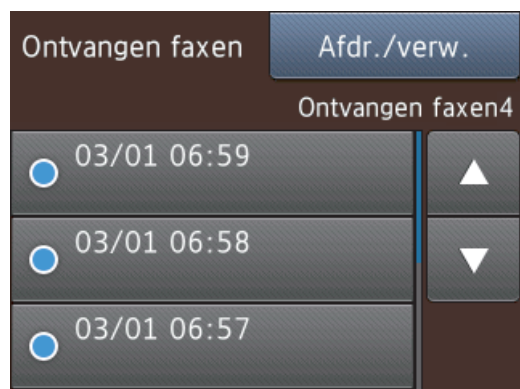 Ontvangen faxen
Afdr./verw.
Ontvangen faxen4
03/01 06:59
03/01 06:58
03/01 06:57